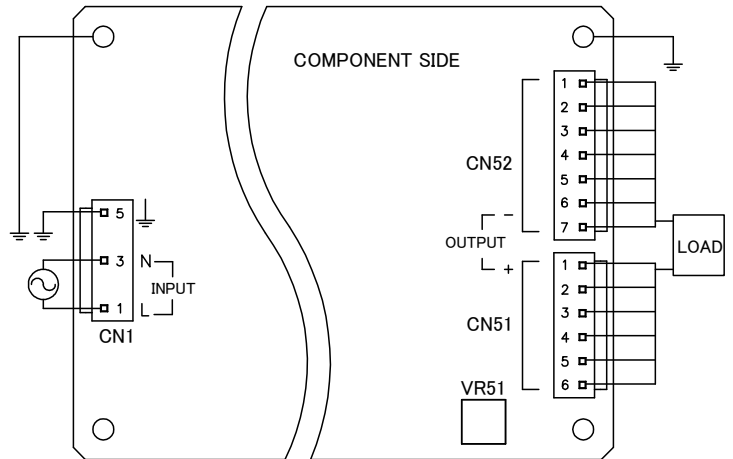 COMPONENT SIDE
CN52
1
2
3
4
5
6
7
OUTPUT
-
+
LOAD
CN51
1
2
3
4
5
6
VR51
5
3 N
INPUT
1 L
CN1